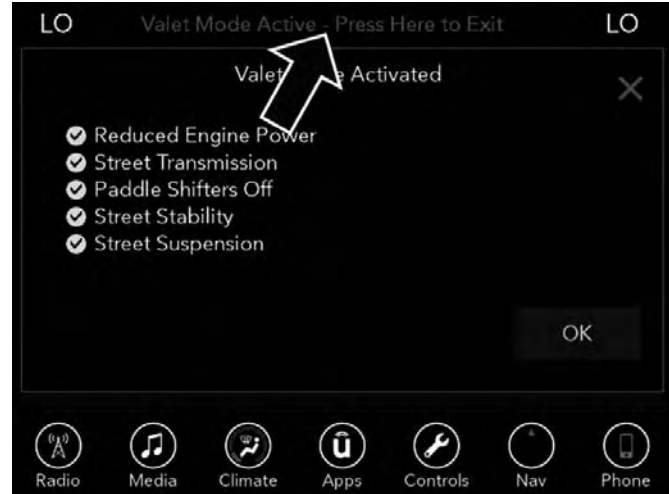 LO Valet Mode Active - Press Here to Exit LO
Valet Activated
Reduced Engine Power
Street Transmission
Paddle Shifters Off
Street Stability
Street Suspension
OK
Radio Media Climate Apps Controls Nav Phone